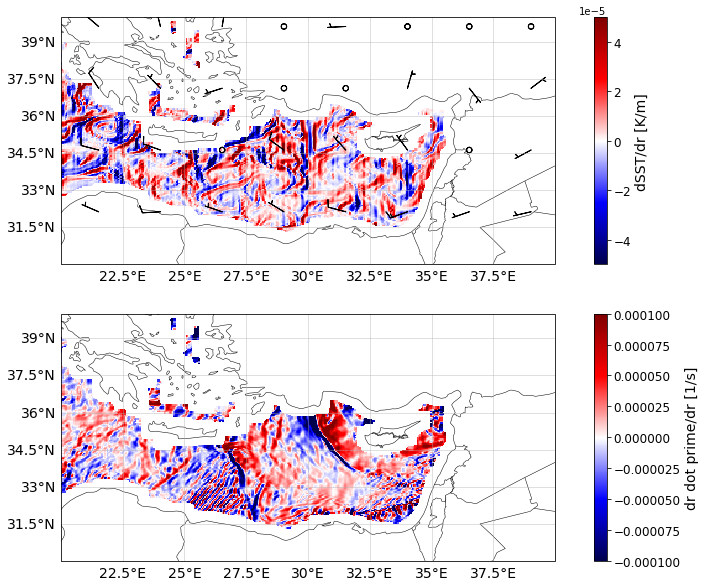 1e−5
39°N
37.5°N
36°N
34.5°N
33°N
31.5°N
22.5°E 25°E 27.5°E 30°E 32.5°E 35°E 37.5°E
4
2
0
−2
−4
dSST/dr [K/m]
39°N
37.5°N
36°N
34.5°N
33°N
31.5°N
22.5°E 25°E 27.5°E 30°E 32.5°E 35°E 37.5°E
0.000100
0.000075
0.000050
0.000025
0.000000
−0.000025
−0.000050
−0.000075
−0.000100
dr dot prime/dr [1/s]